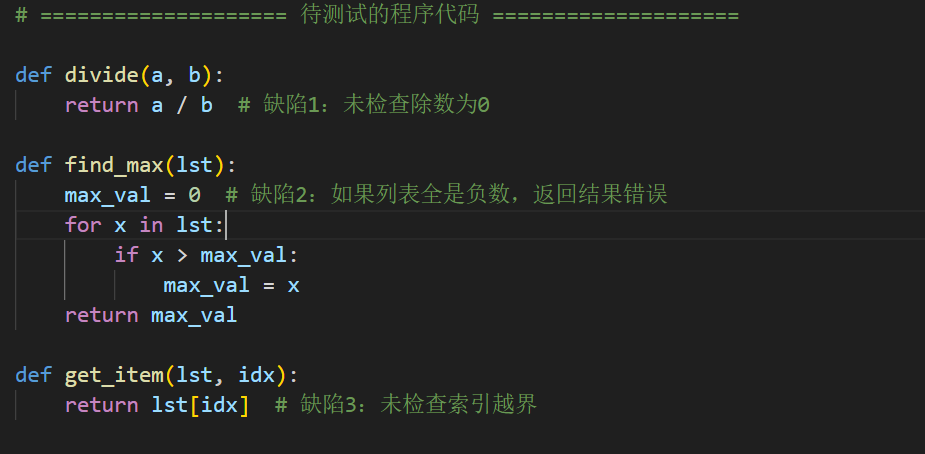 # ==================== 待测试的程序代码 ====================
def divide(a, b):
    return a / b  # 缺陷1：未检查除数为0
def find_max(lst):
    max_val = 0  # 缺陷2：如果列表全是负数，返回结果错误
    for x in lst:
        if x > max_val:
            max_val = x
    return max_val
def get_item(lst, idx):
    return lst[idx]  # 缺陷3：未检查索引越界